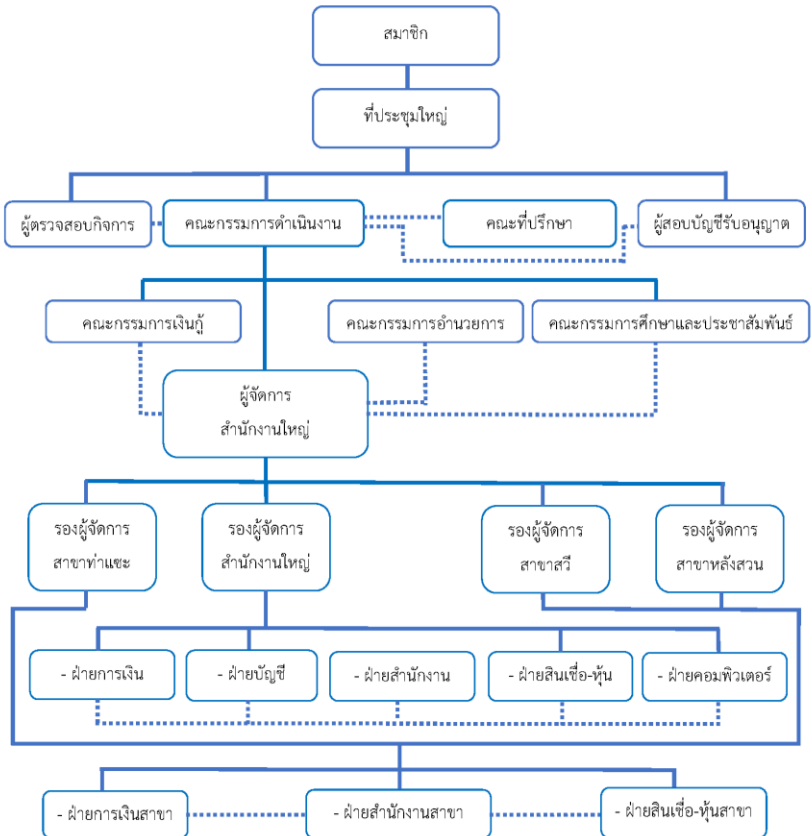 สมาชิก
ที่ประชุมใหญ่
ผู้ตรวจสอบกิจการ
คณะกรรมการดำเนินงาน
คณะที่ปรึกษา
ผู้สอบบัญชีรับอนุญาต
คณะกรรมการเงินกู้
คณะกรรมการอำนวยการ
คณะกรรมการศึกษาและประชาสัมพันธ์
ผู้จัดการ
สำนักงานใหญ่
รองผู้จัดการ
สาขาท่าแซะ
รองผู้จัดการ
สำนักงานใหญ่
รองผู้จัดการ
สาขาสวี
รองผู้จัดการ
สาขาหลังสวน
- ฝ่ายการเงิน
- ฝ่ายบัญชี
- ฝ่ายสำนักงาน
- ฝ่ายสินเชื่อ-หุ้น
- ฝ่ายคอมพิวเตอร์
- ฝ่ายการเงินสาขา
- ฝ่ายสำนักงานสาขา
- ฝ่ายสินเชื่อ-หุ้นสาขา